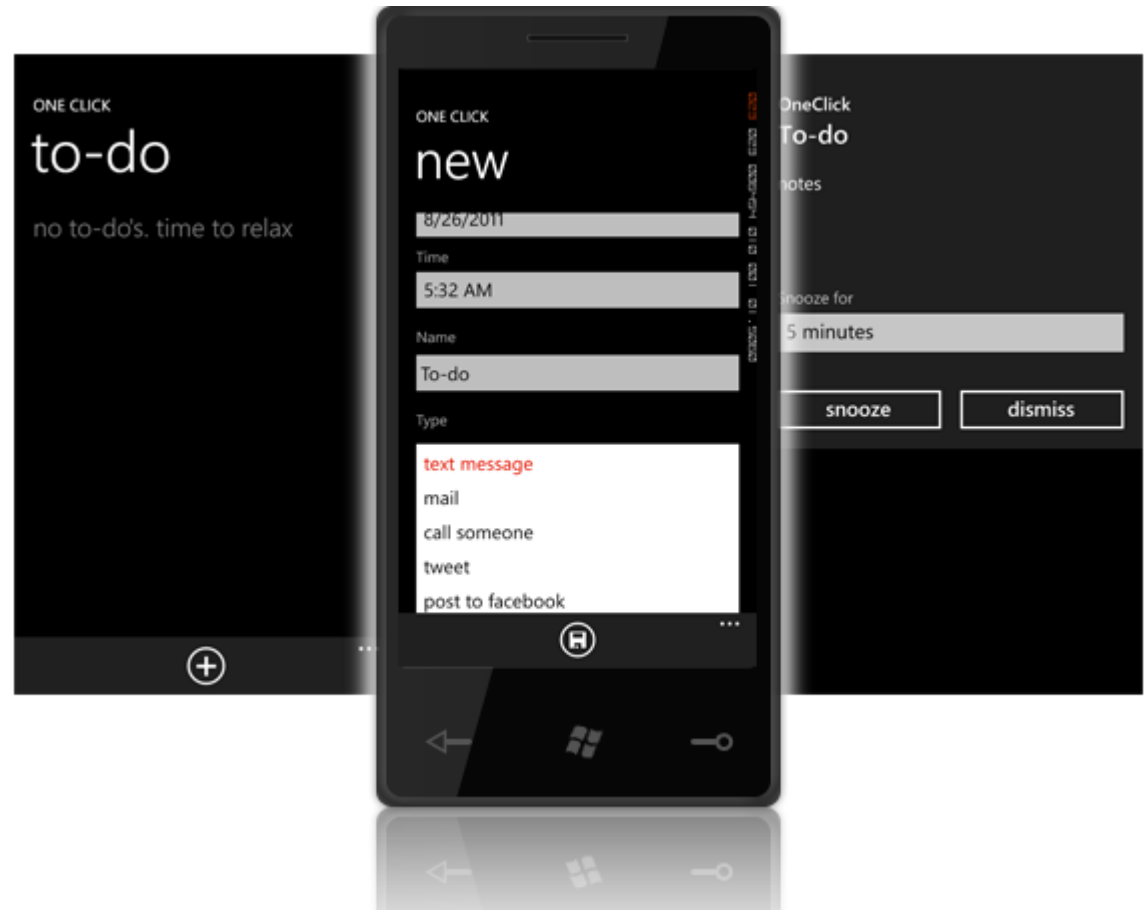 ONE CLICK
to-do
no to-do's. time to relax
ONE CLICK
new
8/26/2011
Time
5:32 AM
Name
To-do
Type
text message
mail
call someone
tweet
post to facebook
OneClick
To-do
notes
Snooze for
5 minutes
snooze
dismiss